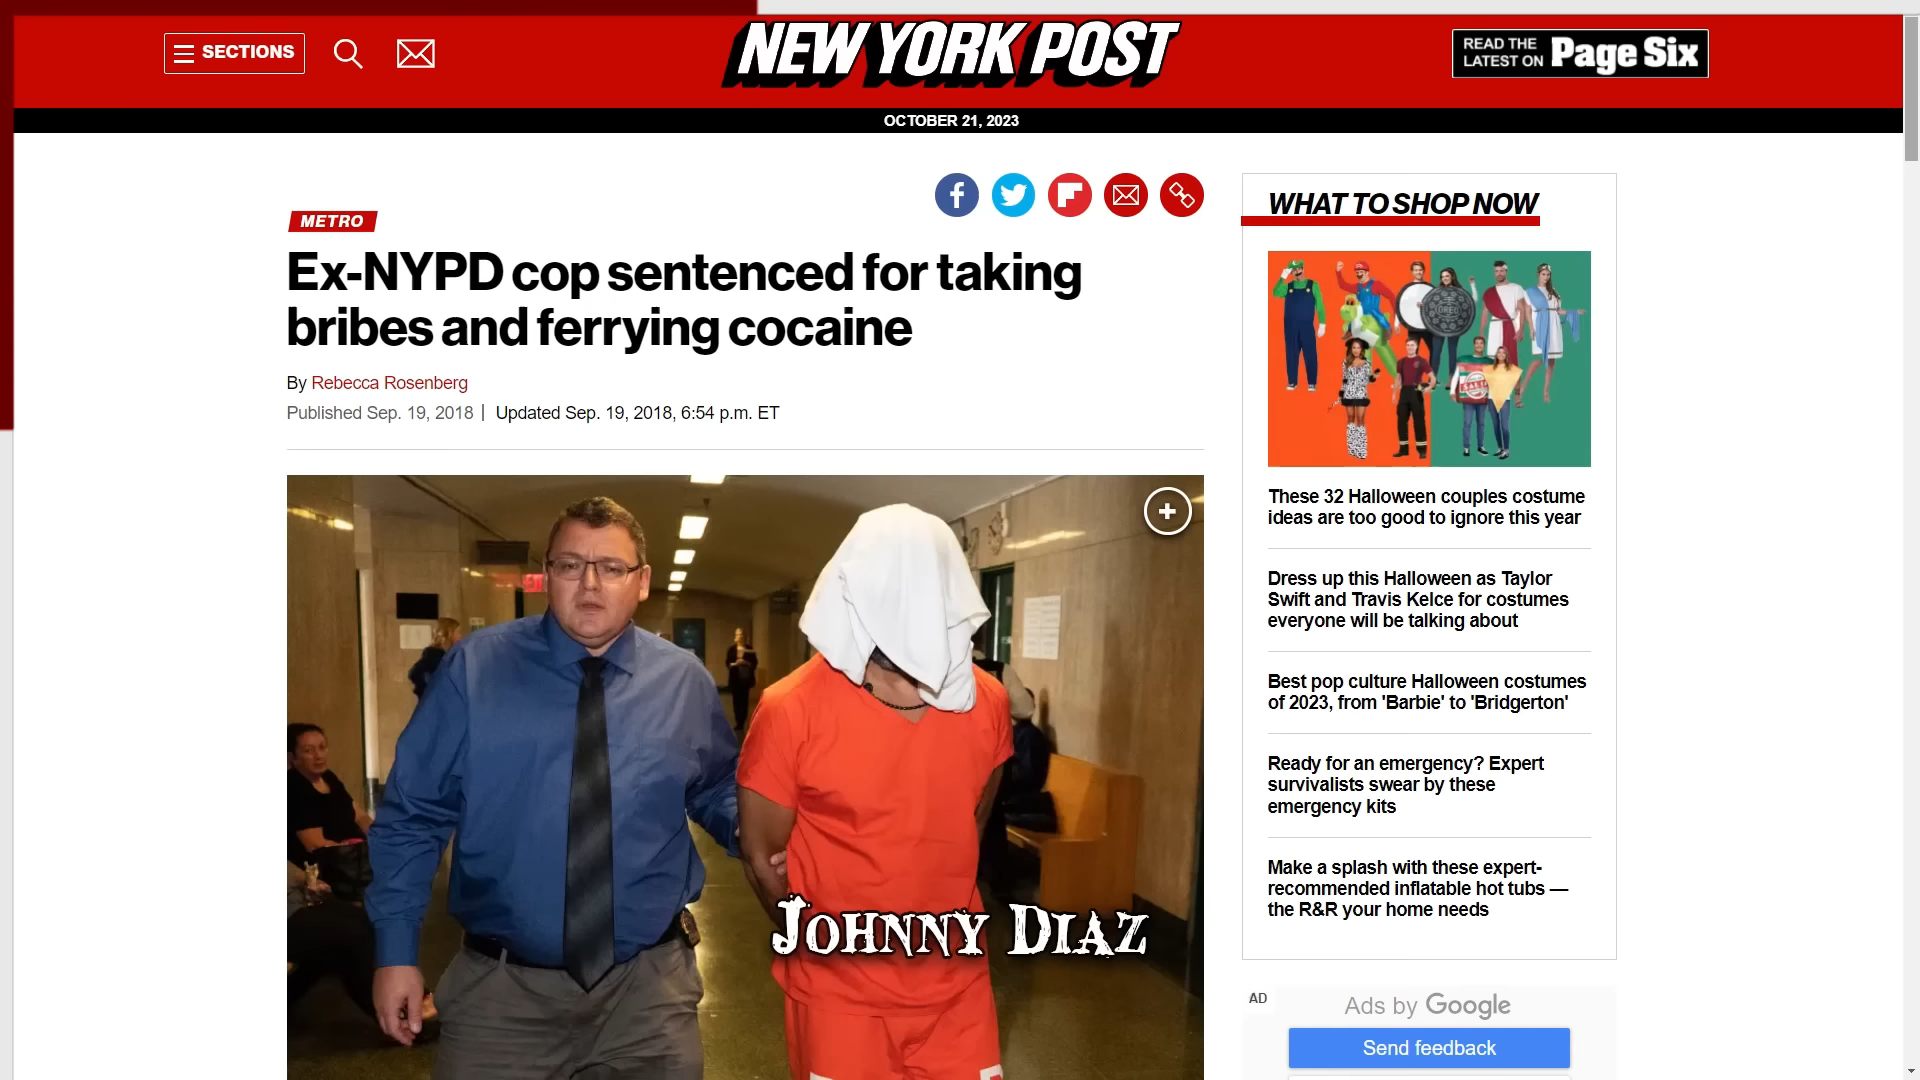 SECTIONS
NEW YORK POST
READ THE
LATEST ON
Page Six
OCTOBER 21, 2023
METRO
Ex-NYPD cop sentenced for taking
bribes and ferrying cocaine
By Rebecca Rosenberg
Published Sep. 19, 2018 | Updated Sep. 19, 2018, 6:54 p.m. ET
JOHNNY DIAZ
WHAT TO SHOP NOW
OREO
SALSA
These 32 Halloween couples costume
ideas are too good to ignore this year
Dress up this Halloween as Taylor
Swift and Travis Kelce for costumes
everyone will be talking about
Best pop culture Halloween costumes
of 2023, from 'Barbie' to 'Bridgerton'
Ready for an emergency? Expert
survivalists swear by these
emergency kits
Make a splash with these expert-
recommended inflatable hot tubs —
the R&R your home needs
AD
Ads by Google
Send feedback